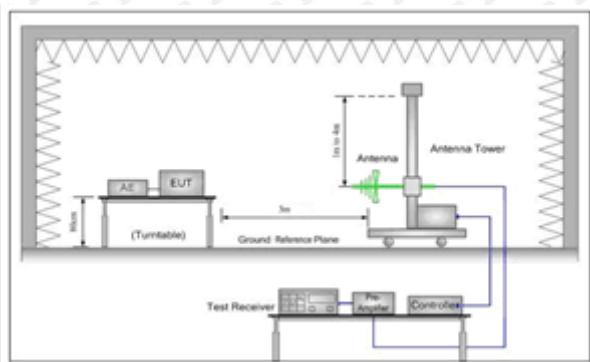 1m to 4m
Antenna
Antenna Tower
AE
EUT
80cm
3m
(Turntable)
Ground Reference Plane
Test Receiver
Pre-
Amplifier
Controller